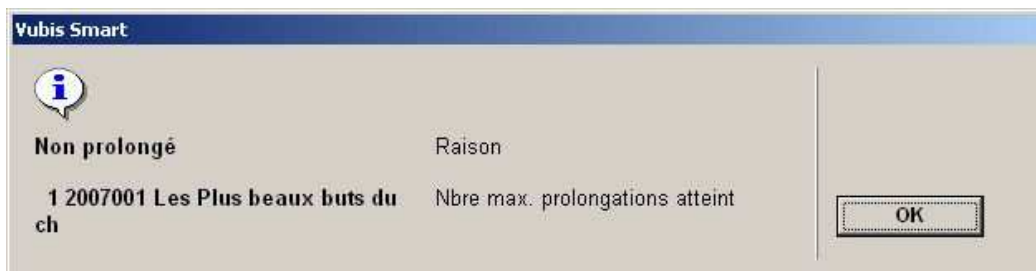 Vubis Smart
Non prolongé Raison
1 2007001 Les Plus beaux buts du Nbre max. prolongations atteint
ch
OK